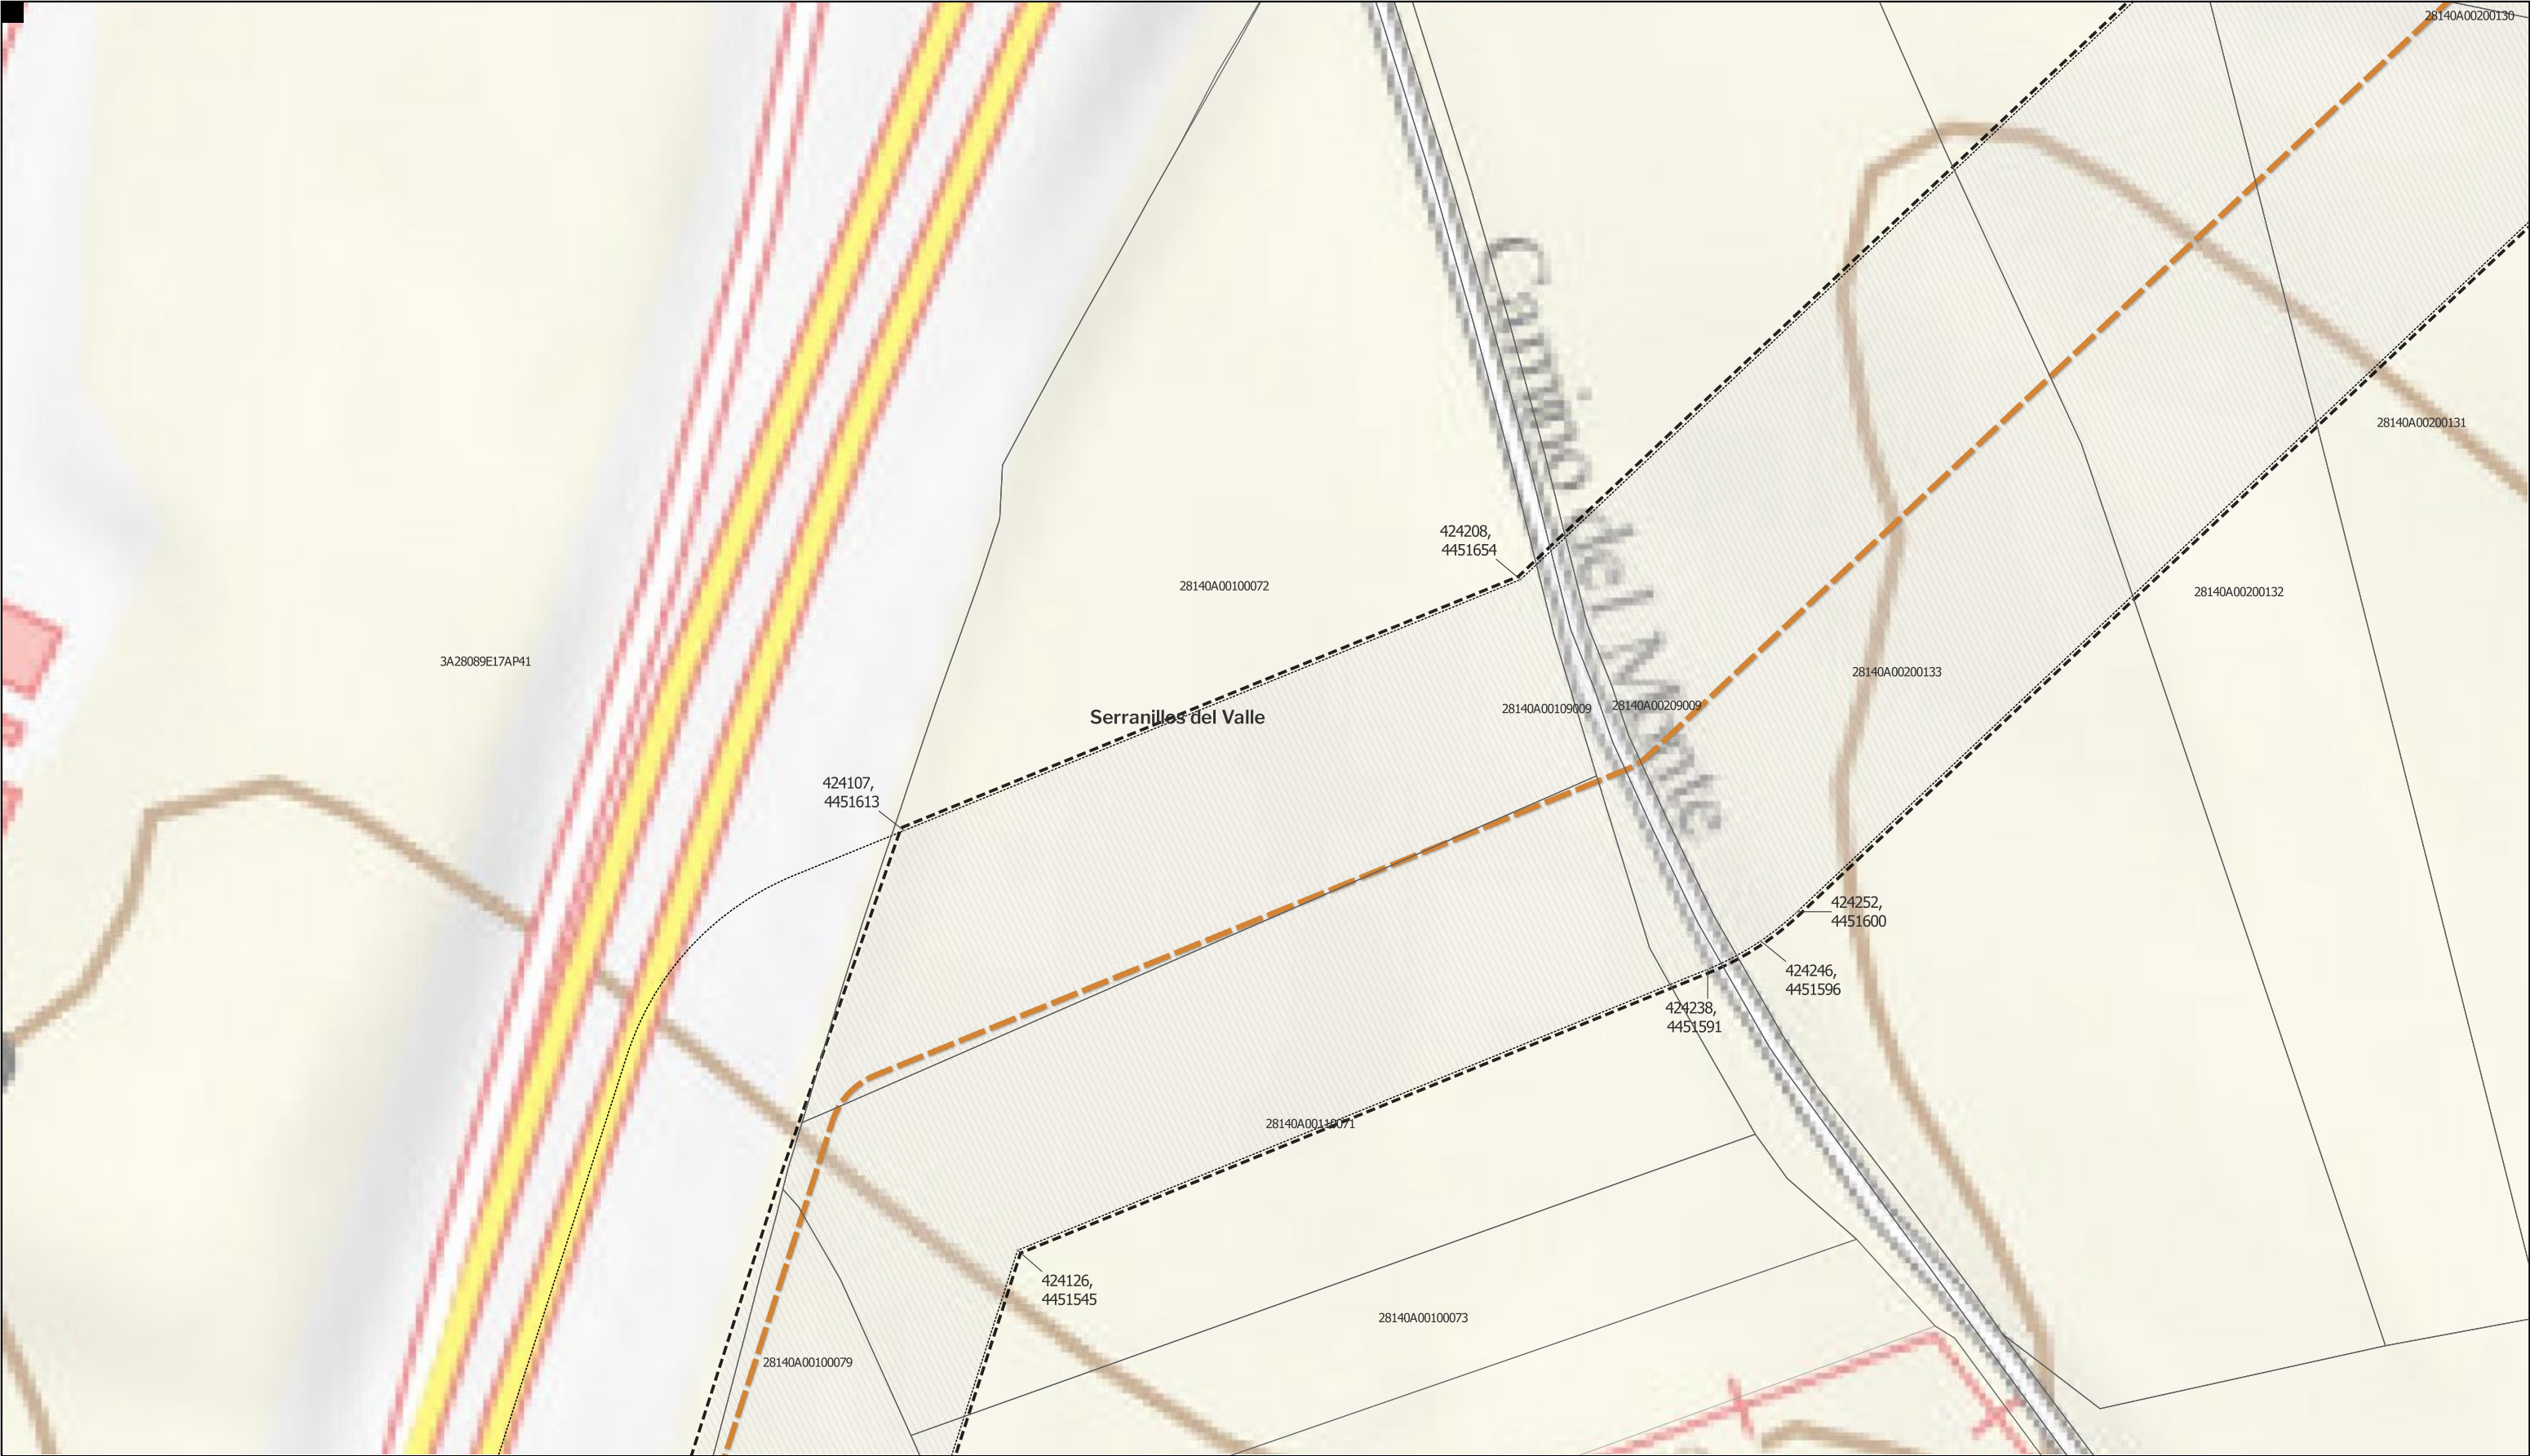 28140A00200130
Camino del Monte
28140A00200131
424208,
4451654
28140A00100072
28140A00200132
3A28089E17AP41
28140A00200133
28140A00109009
28140A00209009
Serranillos del Valle
424107,
4451613
424252,
4451600
424246,
4451596
424238,
4451591
28140A00110071
424126,
4451545
28140A00100073
28140A00100079